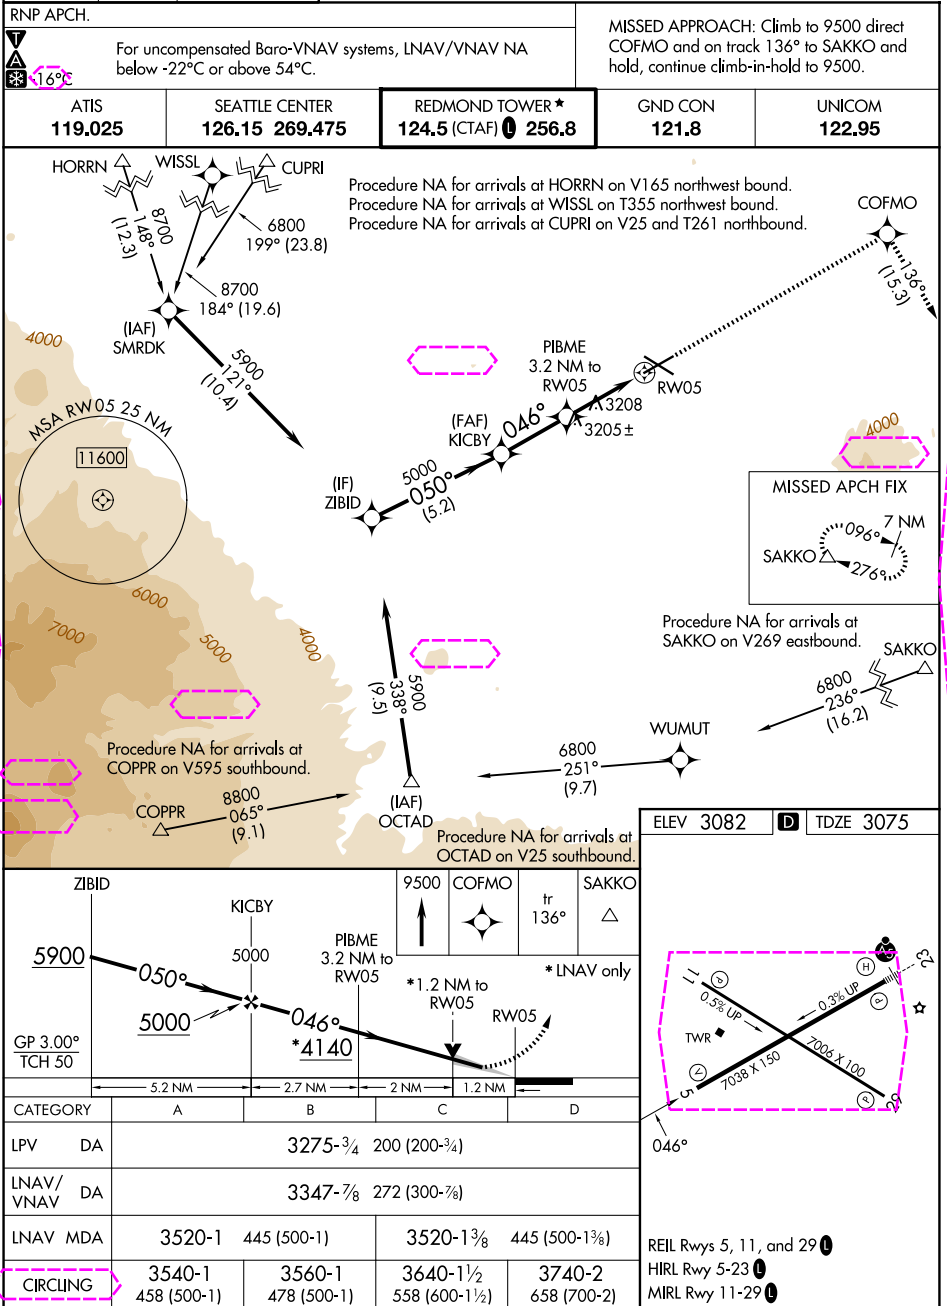 RNP APCH.
T
A
-16°C
For uncompensated Baro-VNAV systems, LNAV/VNAV NA
below -22°C or above 54°C.
MISSED APPROACH: Climb to 9500 direct
COFMO and on track 136° to SAKKO and
hold, continue climb-in-hold to 9500.
ATIS
119.025
SEATTLE CENTER
126.15 269.475
REDMOND TOWER ★
124.5 (CTAF) L 256.8
GND CON
121.8
UNICOM
122.95
HORRN
WISSL
CUPRI
Procedure NA for arrivals at HORRN on V165 northwest bound.
Procedure NA for arrivals at WISSL on T355 northwest bound.
Procedure NA for arrivals at CUPRI on V25 and T261 northbound.
COFMO
136°
(15.3)
8700
148°
(12.3)
6800
199° (23.8)
8700
184° (19.6)
(IAF)
SMRDK
4000
5900
121°
(10.4)
PIBME
3.2 NM to
RW05
RW05
3208
3205±
(FAF)
KICBY
046°
4000
MSA RW05 25 NM
11600
(IF)
ZIBID
5000
050°
(5.2)
MISSED APCH FIX
7 NM
096°
SAKKO
276°
6000
7000
5000
4000
Procedure NA for arrivals at
SAKKO on V269 eastbound.
SAKKO
6800
236°
(16.2)
5900
338°
(9.5)
WUMUT
6800
251°
(9.7)
Procedure NA for arrivals at
COPPR on V595 southbound.
COPPR
8800
065°
(9.1)
(IAF)
OCTAD
Procedure NA for arrivals at
OCTAD on V25 southbound.
ELEV 3082
D
TDZE 3075
ZIBID
KICBY
5000
PIBME
3.2 NM to
RW05
9500
COFMO
tr
136°
SAKKO
*LNAV only
*1.2 NM to
RW05
RW05
5900
050°
5000
046°
*4140
GP 3.00°
TCH 50
5.2 NM
2.7 NM
2 NM
1.2 NM
11
P
H
A5
23
0.5% UP
0.3% UP
P
TWR
7038 X 150
7006 X 100
V
5
P
29
046°
CATEGORY
A
B
C
D
LPV DA
3275-¾ 200 (200-¾)
LNAV/
VNAV DA
3347-⅞ 272 (300-⅞)
LNAV MDA
3520-1 445 (500-1)
3520-1⅜ 445 (500-1⅜)
CIRCLING
3540-1
458 (500-1)
3560-1
478 (500-1)
3640-1½
558 (600-1½)
3740-2
658 (700-2)
REIL Rwys 5, 11, and 29 L
HIRL Rwy 5-23 L
MIRL Rwy 11-29 L